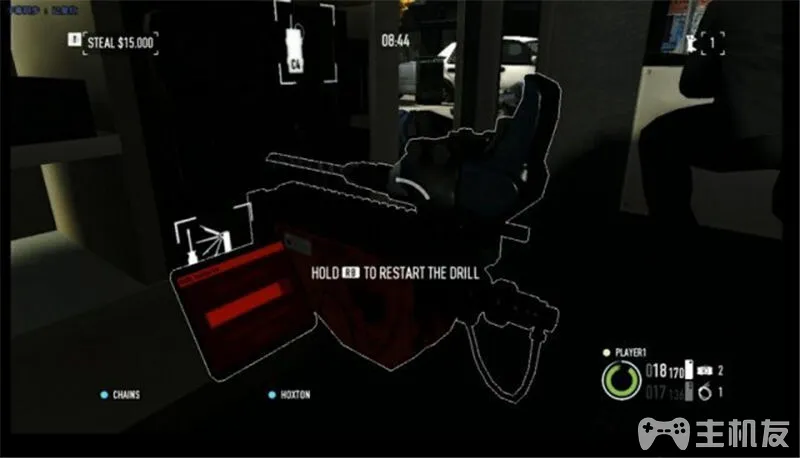 STEAL $15.000
C4
08:44
1
HOLD RB TO RESTART THE DRILL
PLAYER1
018 170
2
017 136
1
CHAINS
HOXTON
主机友